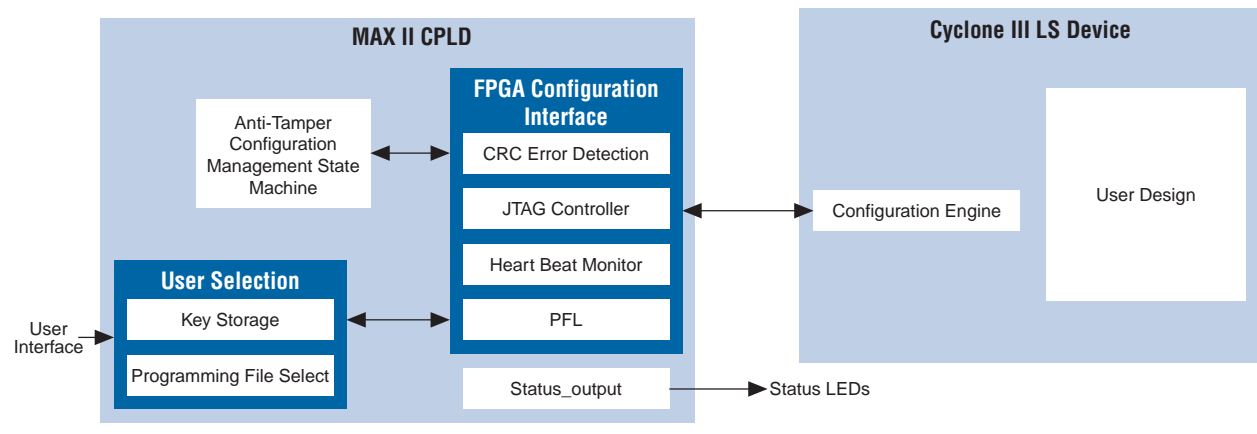 MAX II CPLD
Cyclone III LS Device
FPGA Configuration
Interface
Anti-Tamper
Configuration
Management State
Machine
CRC Error Detection
JTAG Controller
Heart Beat Monitor
PFL
Configuration Engine
User Design
User Selection
Key Storage
Programming File Select
User
Interface
Status_output
Status LEDs